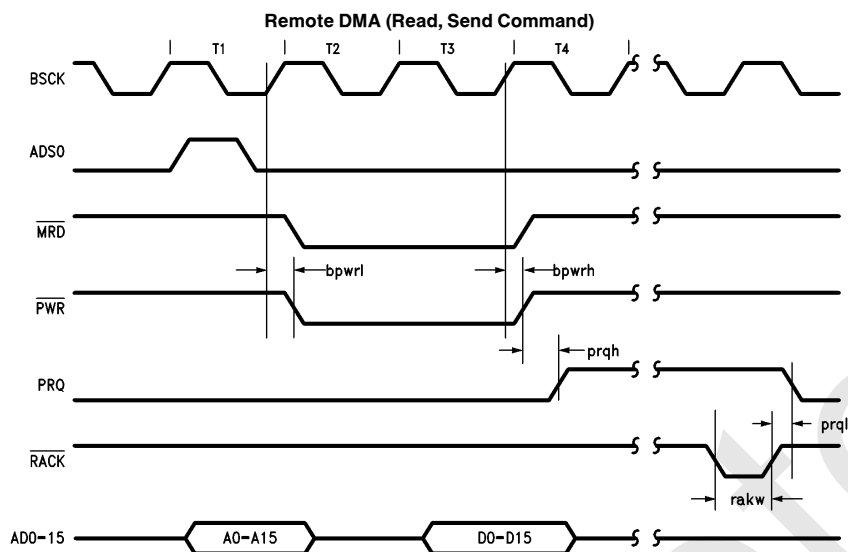 Remote DMA (Read, Send Command)
T1 T2 T3 T4
BSCK
ADS0
MRD
bpwrl bpwrh
PWR
prqh
PRQ
prql
RACK
rakw
AD0-15 A0-A15 D0-D15